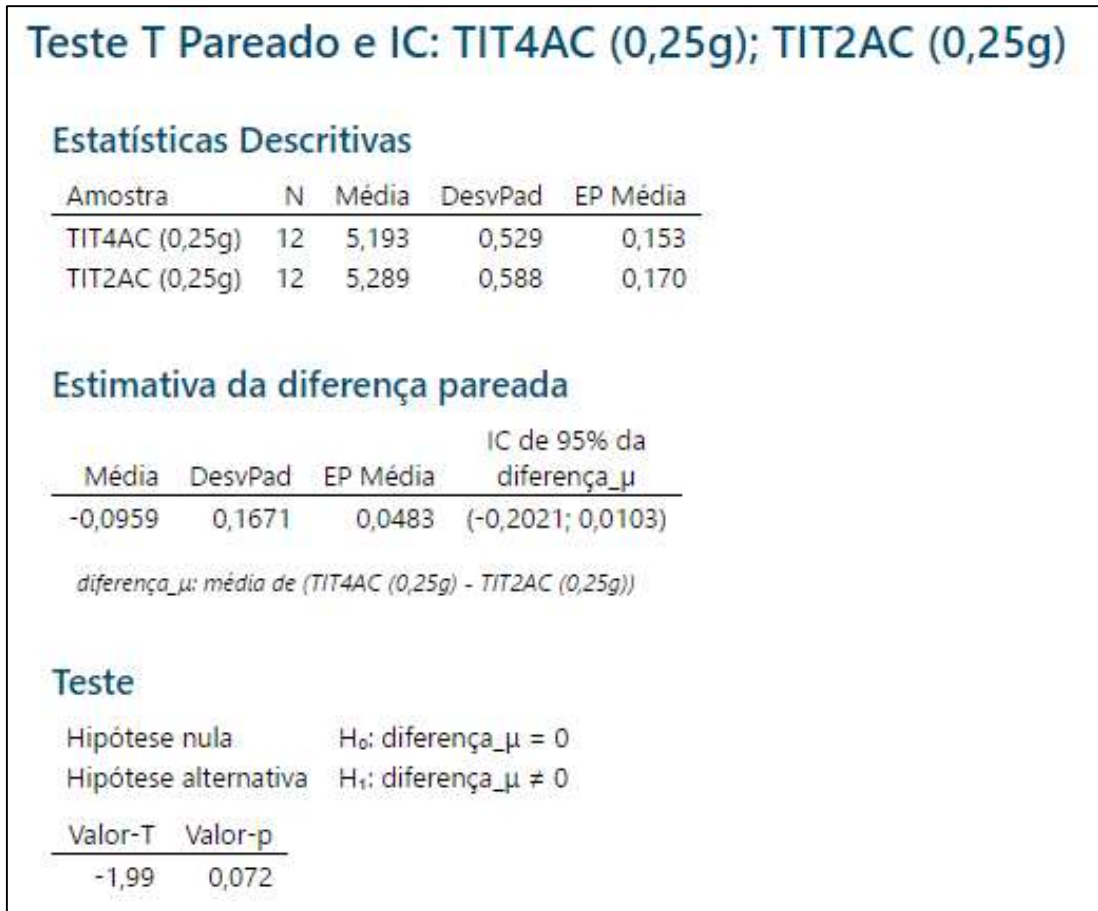 Teste T Pareado e IC: TIT4AC (0,25g); TIT2AC (0,25g)
Estatísticas Descritivas
Amostra N Média DesvPad EP Média
TIT4AC (0,25g) 12 5,193 0,529 0,153
TIT2AC (0,25g) 12 5,289 0,588 0,170
Estimativa da diferença pareada
IC de 95% da
Média DesvPad EP Média diferença_µ
-0,0959 0,1671 0,0483 (-0,2021; 0,0103)
diferença_µ: média de (TIT4AC (0,25g) - TIT2AC (0,25g))
Teste
Hipótese nula H₀: diferença_µ = 0
Hipótese alternativa H₁: diferença_µ ≠ 0
Valor-T Valor-p
-1,99 0,072